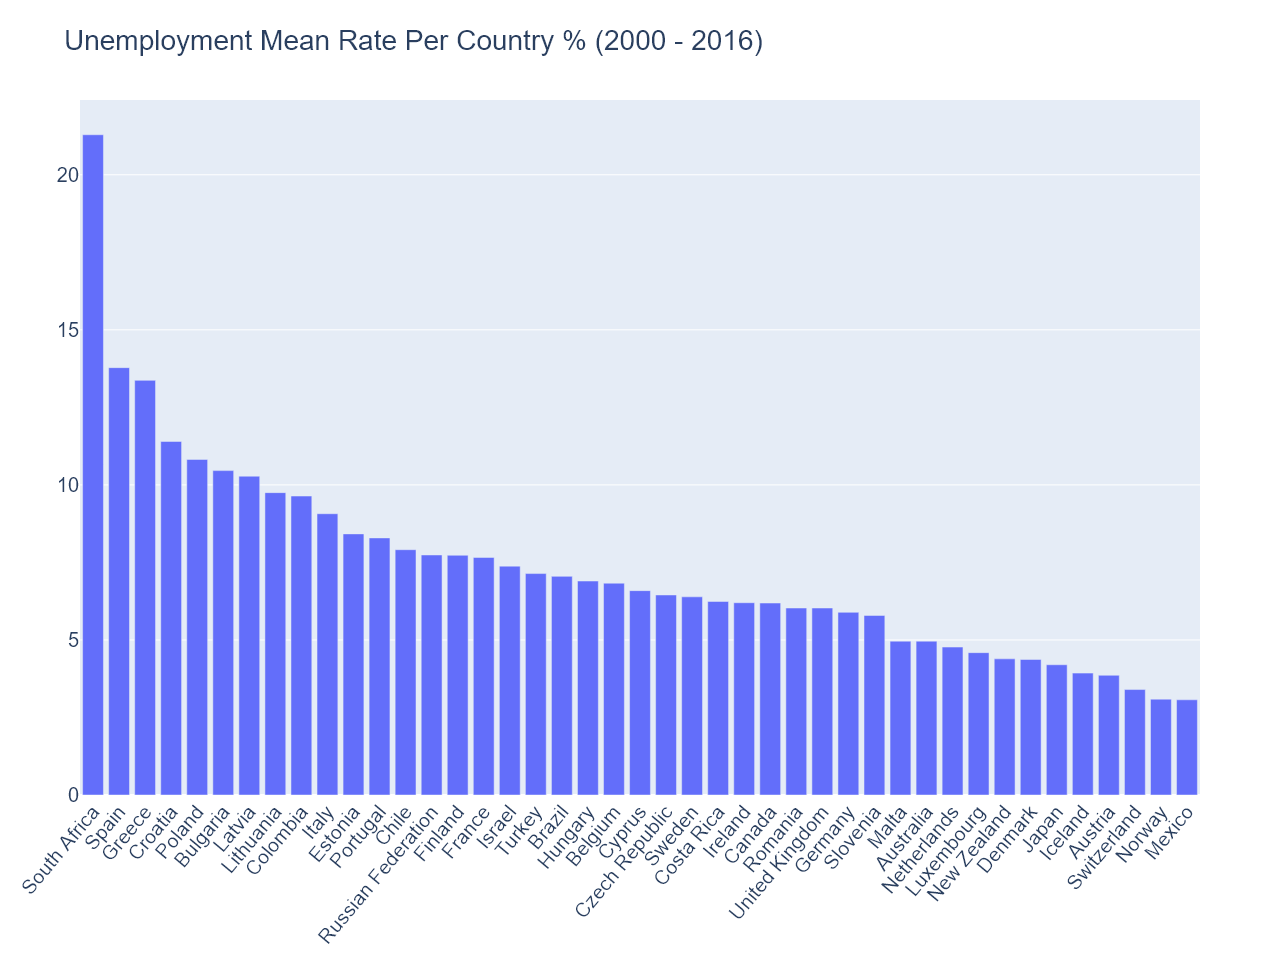 Unemployment Mean Rate Per Country % (2000 - 2016)
20
15
10
5
0
South Africa
Spain
Greece
Croatia
Poland
Bulgaria
Latvia
Lithuania
Colombia
Italy
Estonia
Portugal
Chile
Russian Federation
Finland
France
Israel
Turkey
Brazil
Hungary
Belgium
Cyprus
Czech Republic
Sweden
Costa Rica
Ireland
Canada
Romania
United Kingdom
Germany
Slovenia
Malta
Australia
Netherlands
Luxembourg
New Zealand
Denmark
Japan
Iceland
Austria
Switzerland
Norway
Mexico